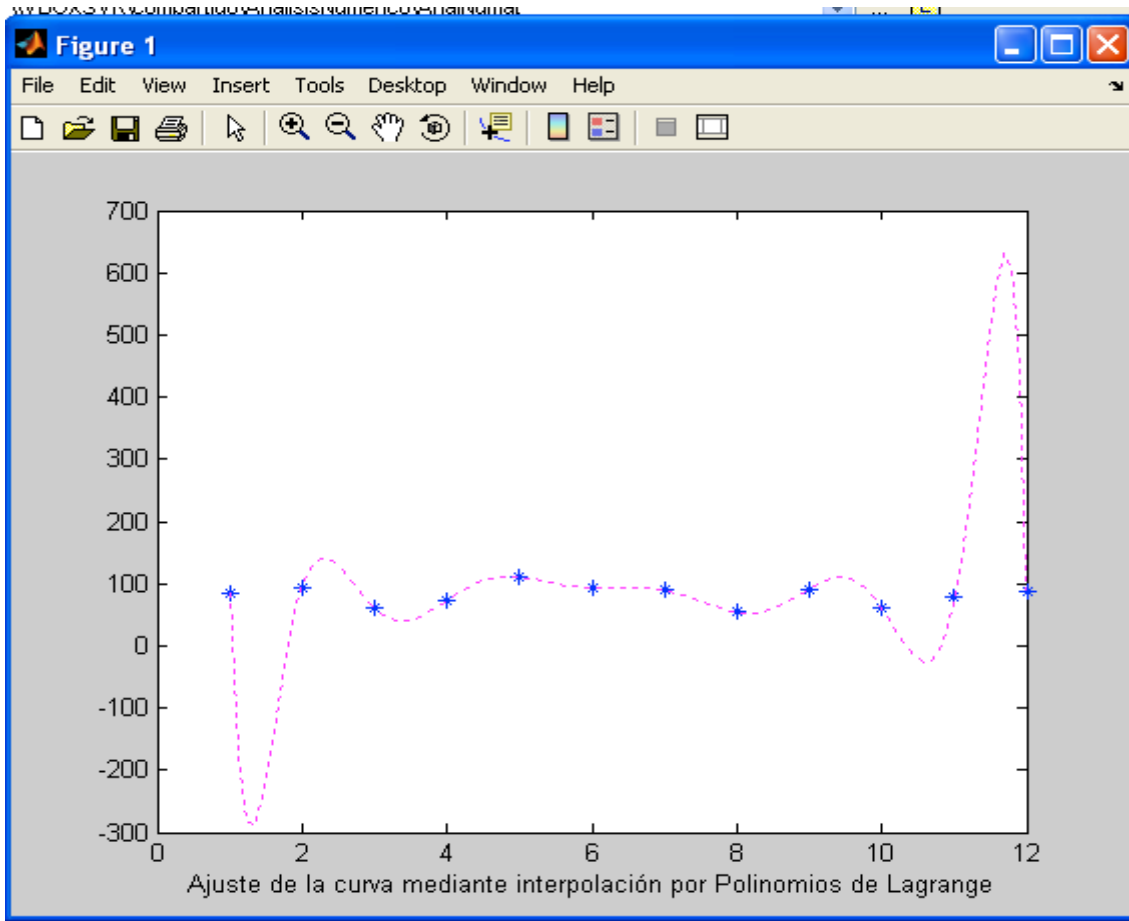 Figure 1
File Edit View Insert Tools Desktop Window Help
700
600
500
400
300
200
100
0
-100
-200
-300
0 2 4 6 8 10 12
Ajuste de la curva mediante interpolación por Polinomios de Lagrange